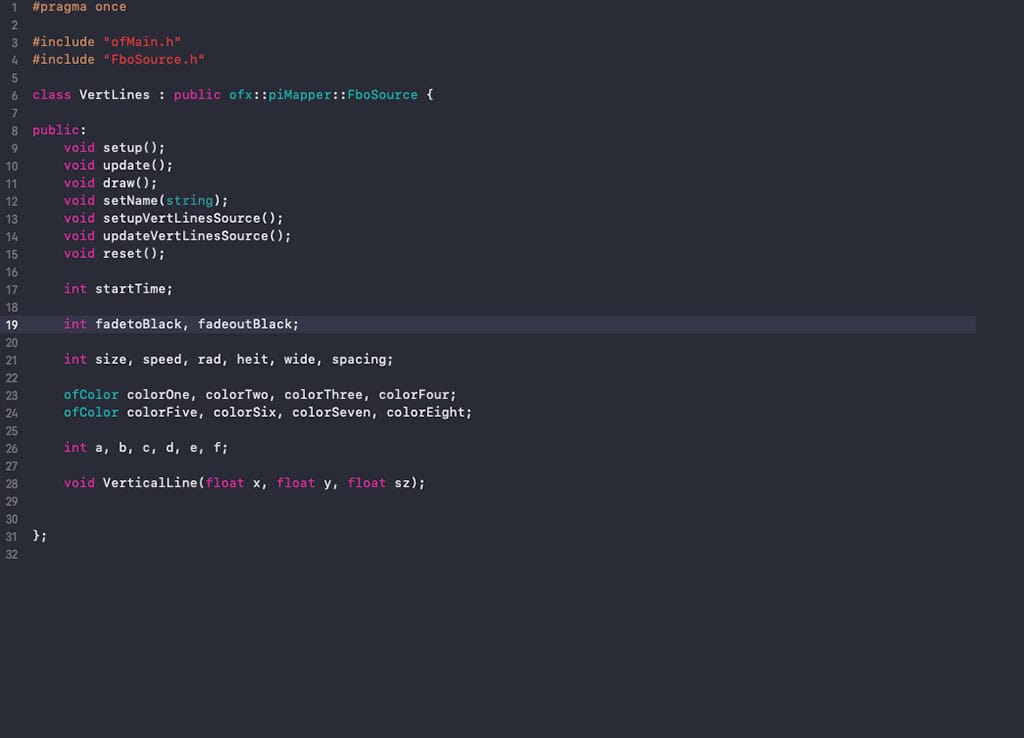 1 #pragma once
2
3 #include "ofMain.h"
4 #include "FboSource.h"
5
6 class VertLines : public ofx::piMapper::FboSource {
7
8 public:
9     void setup();
10     void update();
11     void draw();
12     void setName(string);
13     void setupVertLinesSource();
14     void updateVertLinesSource();
15     void reset();
16
17     int startTime;
18
19     int fadetoBlack, fadeoutBlack;
20
21     int size, speed, rad, heit, wide, spacing;
22
23     ofColor colorOne, colorTwo, colorThree, colorFour;
24     ofColor colorFive, colorSix, colorSeven, colorEight;
25
26     int a, b, c, d, e, f;
27
28     void VerticalLine(float x, float y, float sz);
29
30
31 };
32